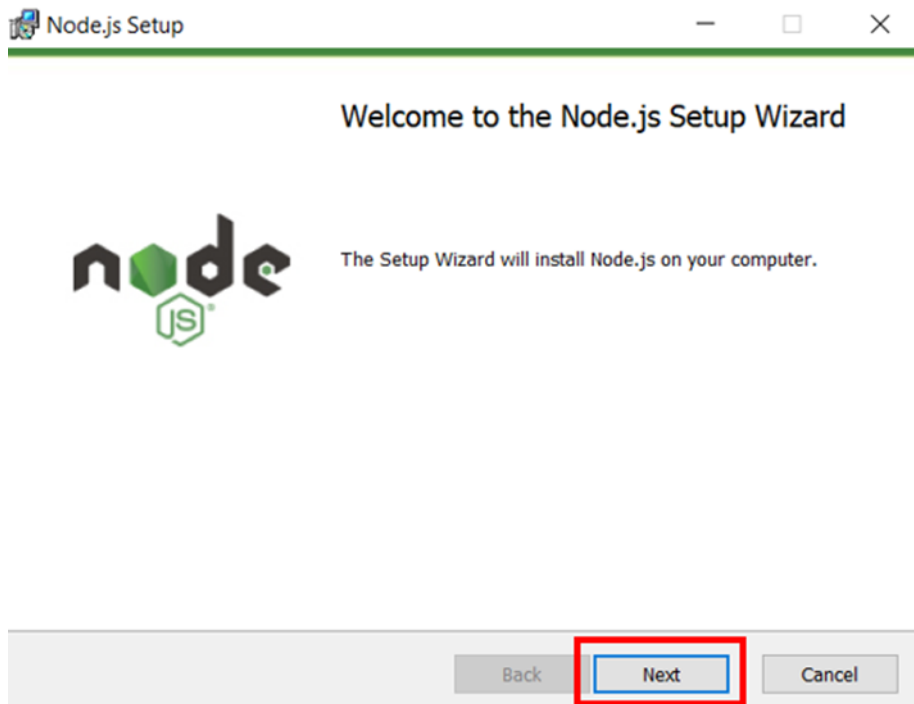 Node.js Setup
Welcome to the Node.js Setup Wizard
node
JS®
The Setup Wizard will install Node.js on your computer.
Back Next Cancel